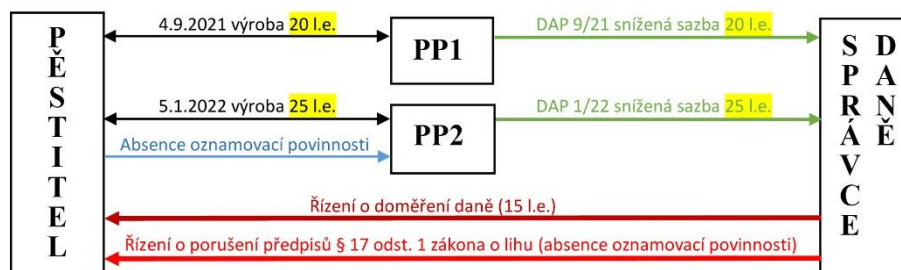 PĚSTITEL
4.9.2021 výroba 20 l.e.
PP1
DAP 9/21 snížená sazba 20 l.e.
5.1.2022 výroba 25 l.e.
PP2
DAP 1/22 snížená sazba 25 l.e.
Absence oznamovací povinnosti
Řízení o doměření daně (15 l.e.)
Řízení o porušení předpisů § 17 odst. 1 zákona o lihu (absence oznamovací povinnosti)
SPRÁVCE
DANĚ